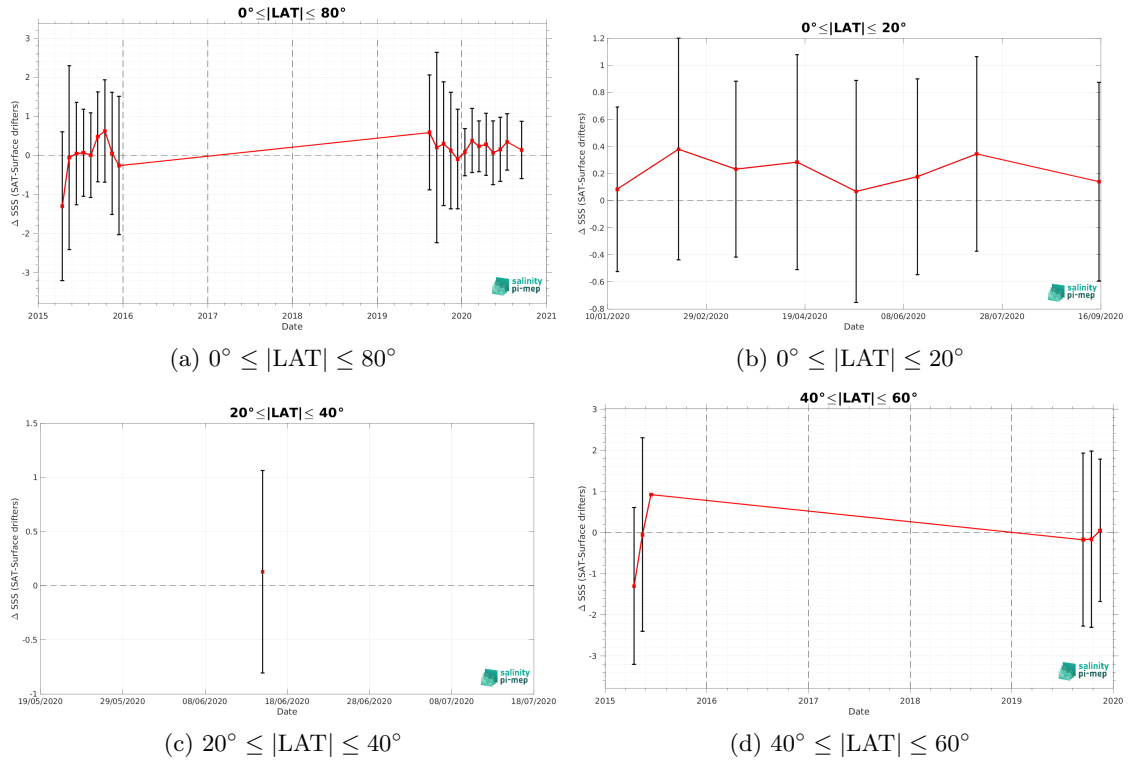 0°≤|LAT|≤ 80°
Δ SSS (SAT-Surface drifters)
3
2
1
0
-1
-2
-3
2015
2016
2017
2018
2019
2020
2021
Date
salinity
pi-mep
(a) 0° ≤ |LAT| ≤ 80°
0°≤|LAT|≤ 20°
Δ SSS (SAT-Surface drifters)
1.2
1
0.8
0.6
0.4
0.2
0
-0.2
-0.4
-0.6
-0.8
10/01/2020
29/02/2020
19/04/2020
08/06/2020
28/07/2020
16/09/2020
Date
salinity
pi-mep
(b) 0° ≤ |LAT| ≤ 20°
20°≤|LAT|≤ 40°
Δ SSS (SAT-Surface drifters)
1.5
1
0.5
0
-0.5
-1
19/05/2020
29/05/2020
08/06/2020
18/06/2020
28/06/2020
08/07/2020
18/07/2020
Date
salinity
pi-mep
(c) 20° ≤ |LAT| ≤ 40°
40°≤|LAT|≤ 60°
Δ SSS (SAT-Surface drifters)
3
2
1
0
-1
-2
-3
2015
2016
2017
2018
2019
2020
Date
salinity
pi-mep
(d) 40° ≤ |LAT| ≤ 60°